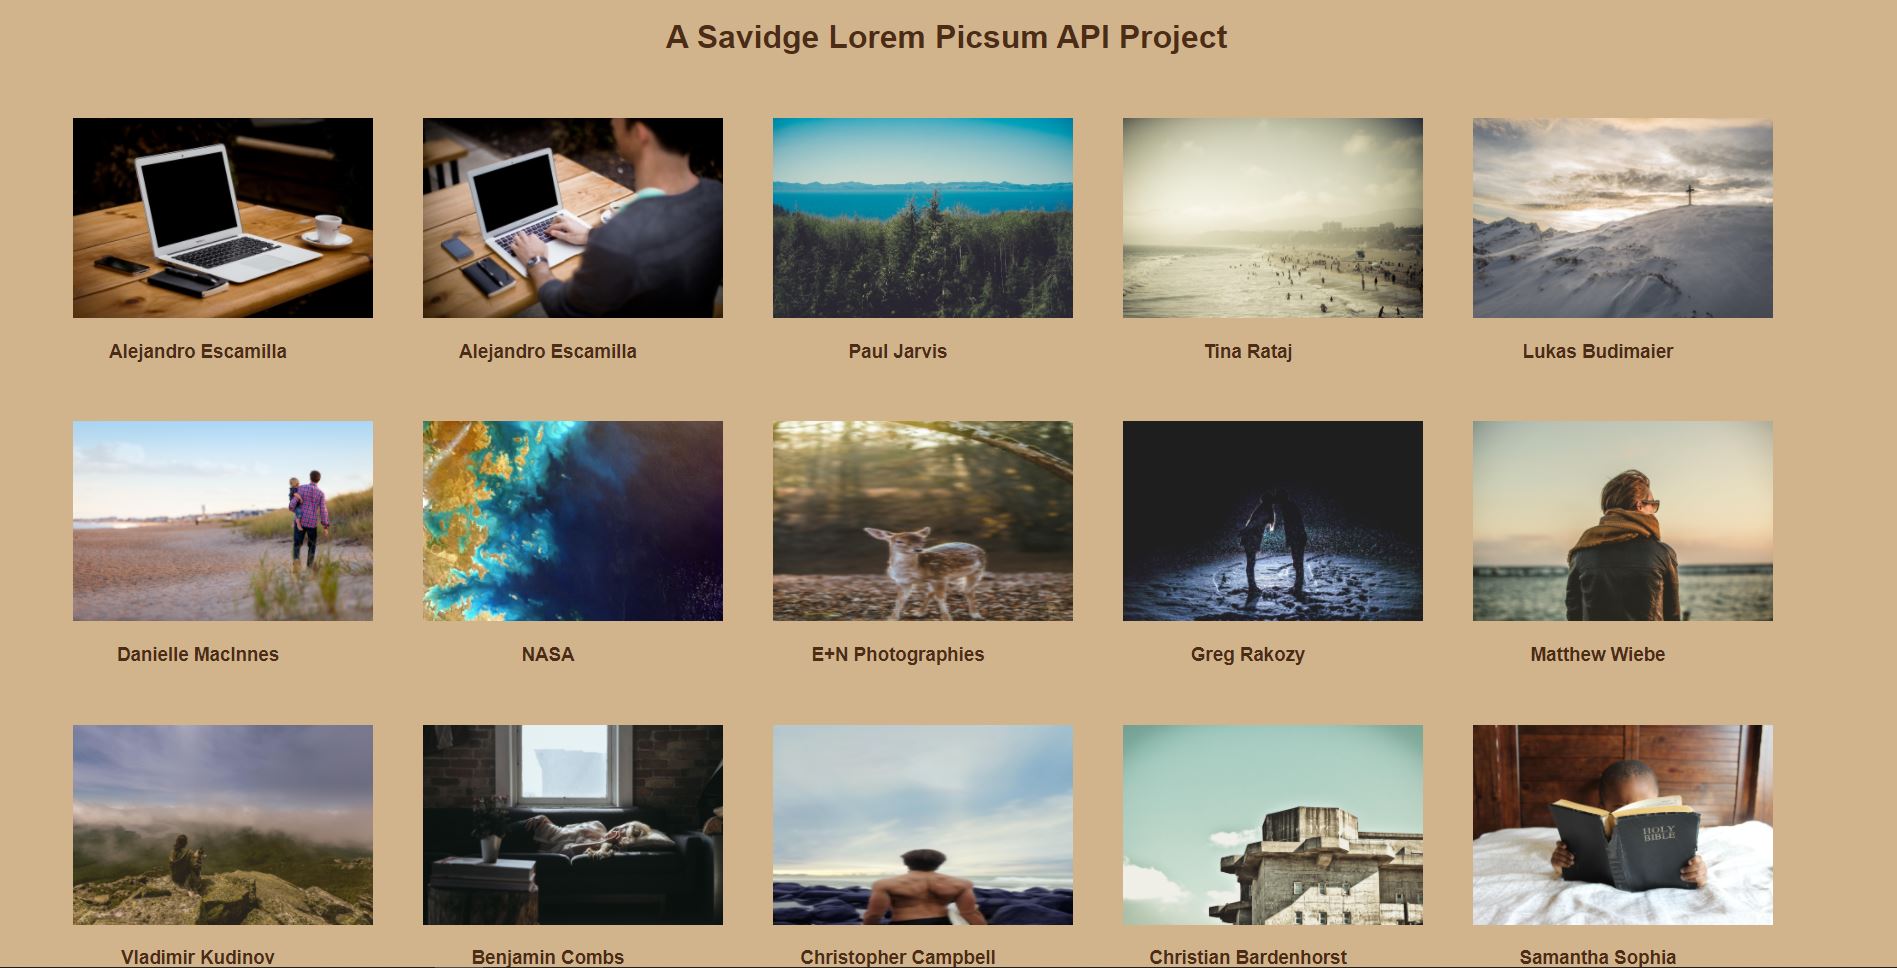 A Savidge Lorem Picsum API Project
Alejandro Escamilla
Alejandro Escamilla
Paul Jarvis
Tina Rataj
Lukas Budimaier
Danielle MacInnes
NASA
E+N Photographies
Greg Rakozy
Matthew Wiebe
HOLY
BIBLE
Vladimir Kudinov
Benjamin Combs
Christopher Campbell
Christian Bardenhorst
Samantha Sophia